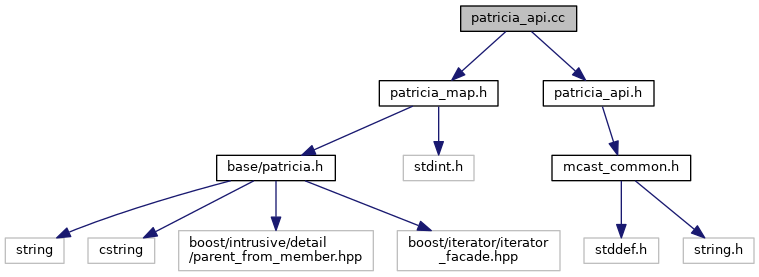 patricia_api.cc
patricia_map.h
patricia_api.h
base/patricia.h
stdint.h
mcast_common.h
string
cstring
boost/intrusive/detail
/parent_from_member.hpp
boost/iterator/iterator
_facade.hpp
stddef.h
string.h